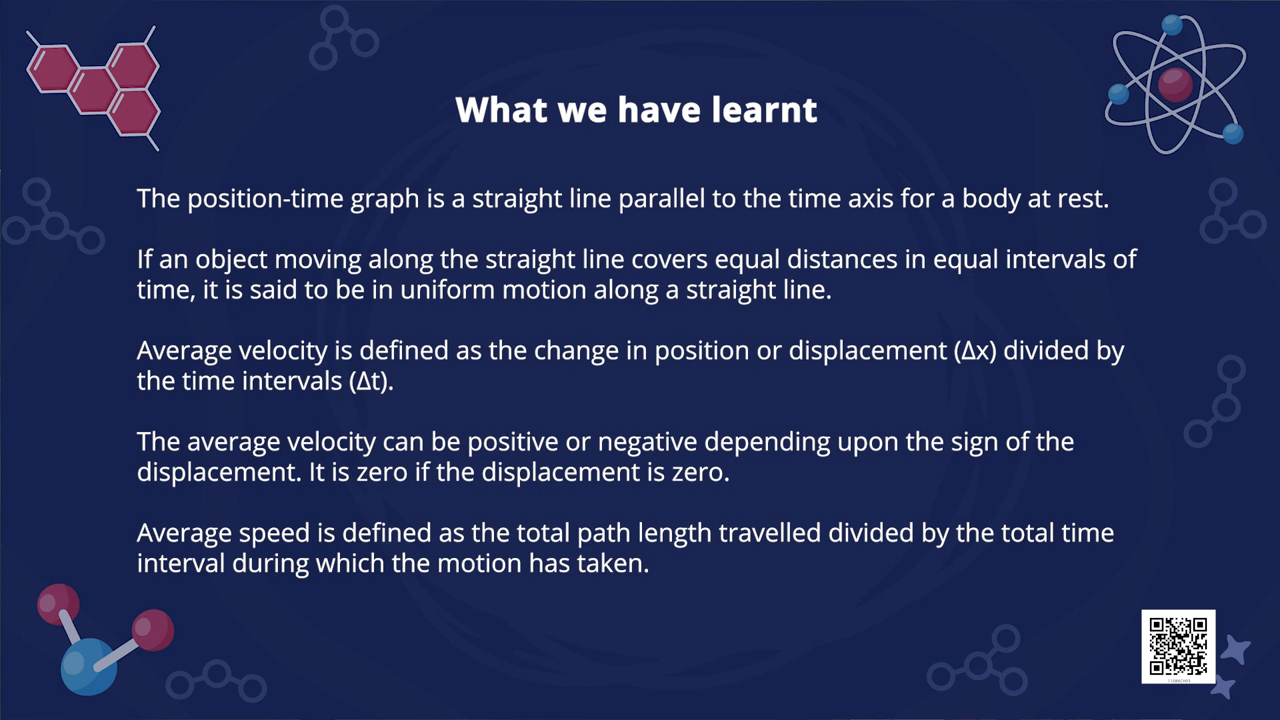 What we have learnt
The position-time graph is a straight line parallel to the time axis for a body at rest.
If an object moving along the straight line covers equal distances in equal intervals of
time, it is said to be in uniform motion along a straight line.
Average velocity is defined as the change in position or displacement (Δx) divided by
the time intervals (Δt).
The average velocity can be positive or negative depending upon the sign of the
displacement. It is zero if the displacement is zero.
Average speed is defined as the total path length travelled divided by the total time
interval during which the motion has taken.